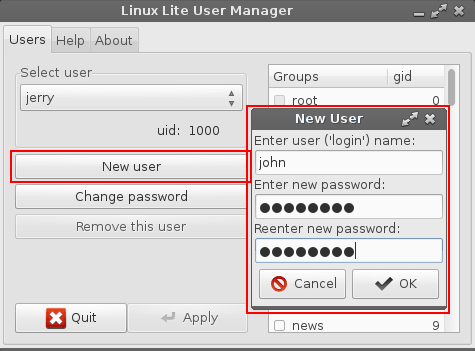 Linux Lite User Manager
Users Help About
Select user
jerry
uid: 1000
New user
Change password
Remove this user
Quit
Apply
Groups gid
root 0
New User
Enter user ('login') name:
john
Enter new password:
●●●●●●●●
Reenter new password:
●●●●●●●●
Cancel
OK
news 9